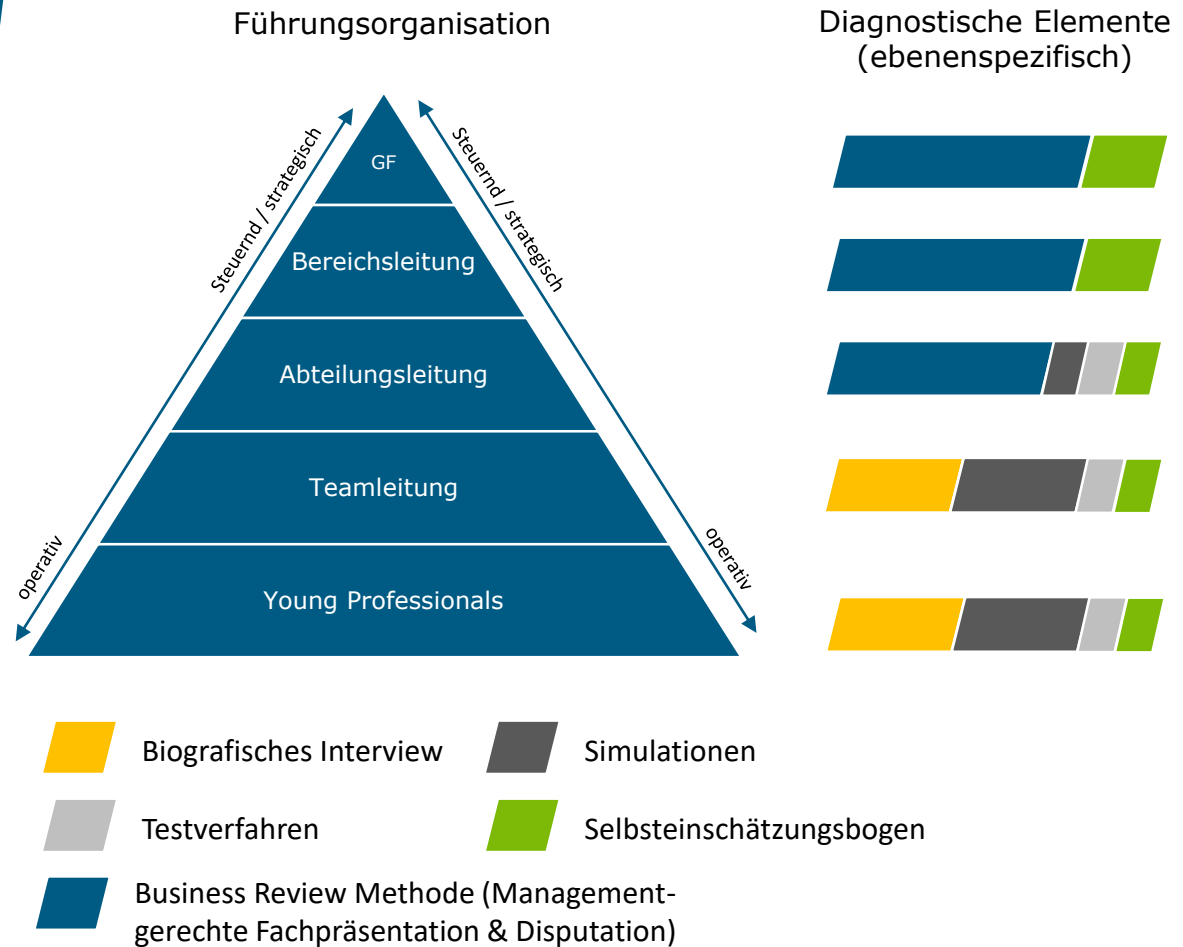 Führungsorganisation
Diagnostische Elemente
(ebenenspezifisch)
Steuernd / strategisch
Steuernd / strategisch
GF
Bereichsleitung
Abteilungsleitung
Teamleitung
operativ
operativ
Young Professionals
Biografisches Interview
Simulationen
Testverfahren
Selbsteinschätzungsbogen
Business Review Methode (Management-
gerechte Fachpräsentation & Disputation)